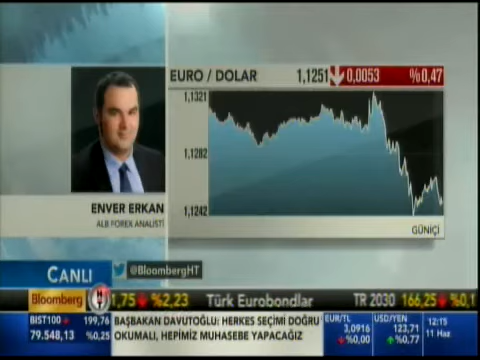 EURO / DOLAR 1,1251 0,0053 %0,47
1,1321
1,1282
1,1242
GÜNİÇİ
ENVER ERKAN
ALB FOREX ANALİSTİ
CANLI @BloombergHT
Bloomberg HT 1,75 %2,23 Türk Eurobondlar TR 2030 166,25 %0,1
BIST100 199,76
79.548,13 %0,25
BAŞBAKAN DAVUTOĞLU: HERKES SEÇİMİ DOĞRU
OKUMALI, HEPİMİZ MUHASEBE YAPACAĞIZ
EUR/TL USD/YEN
3,0916 123,71
%0,00 %0,77
12:15
11 Haz